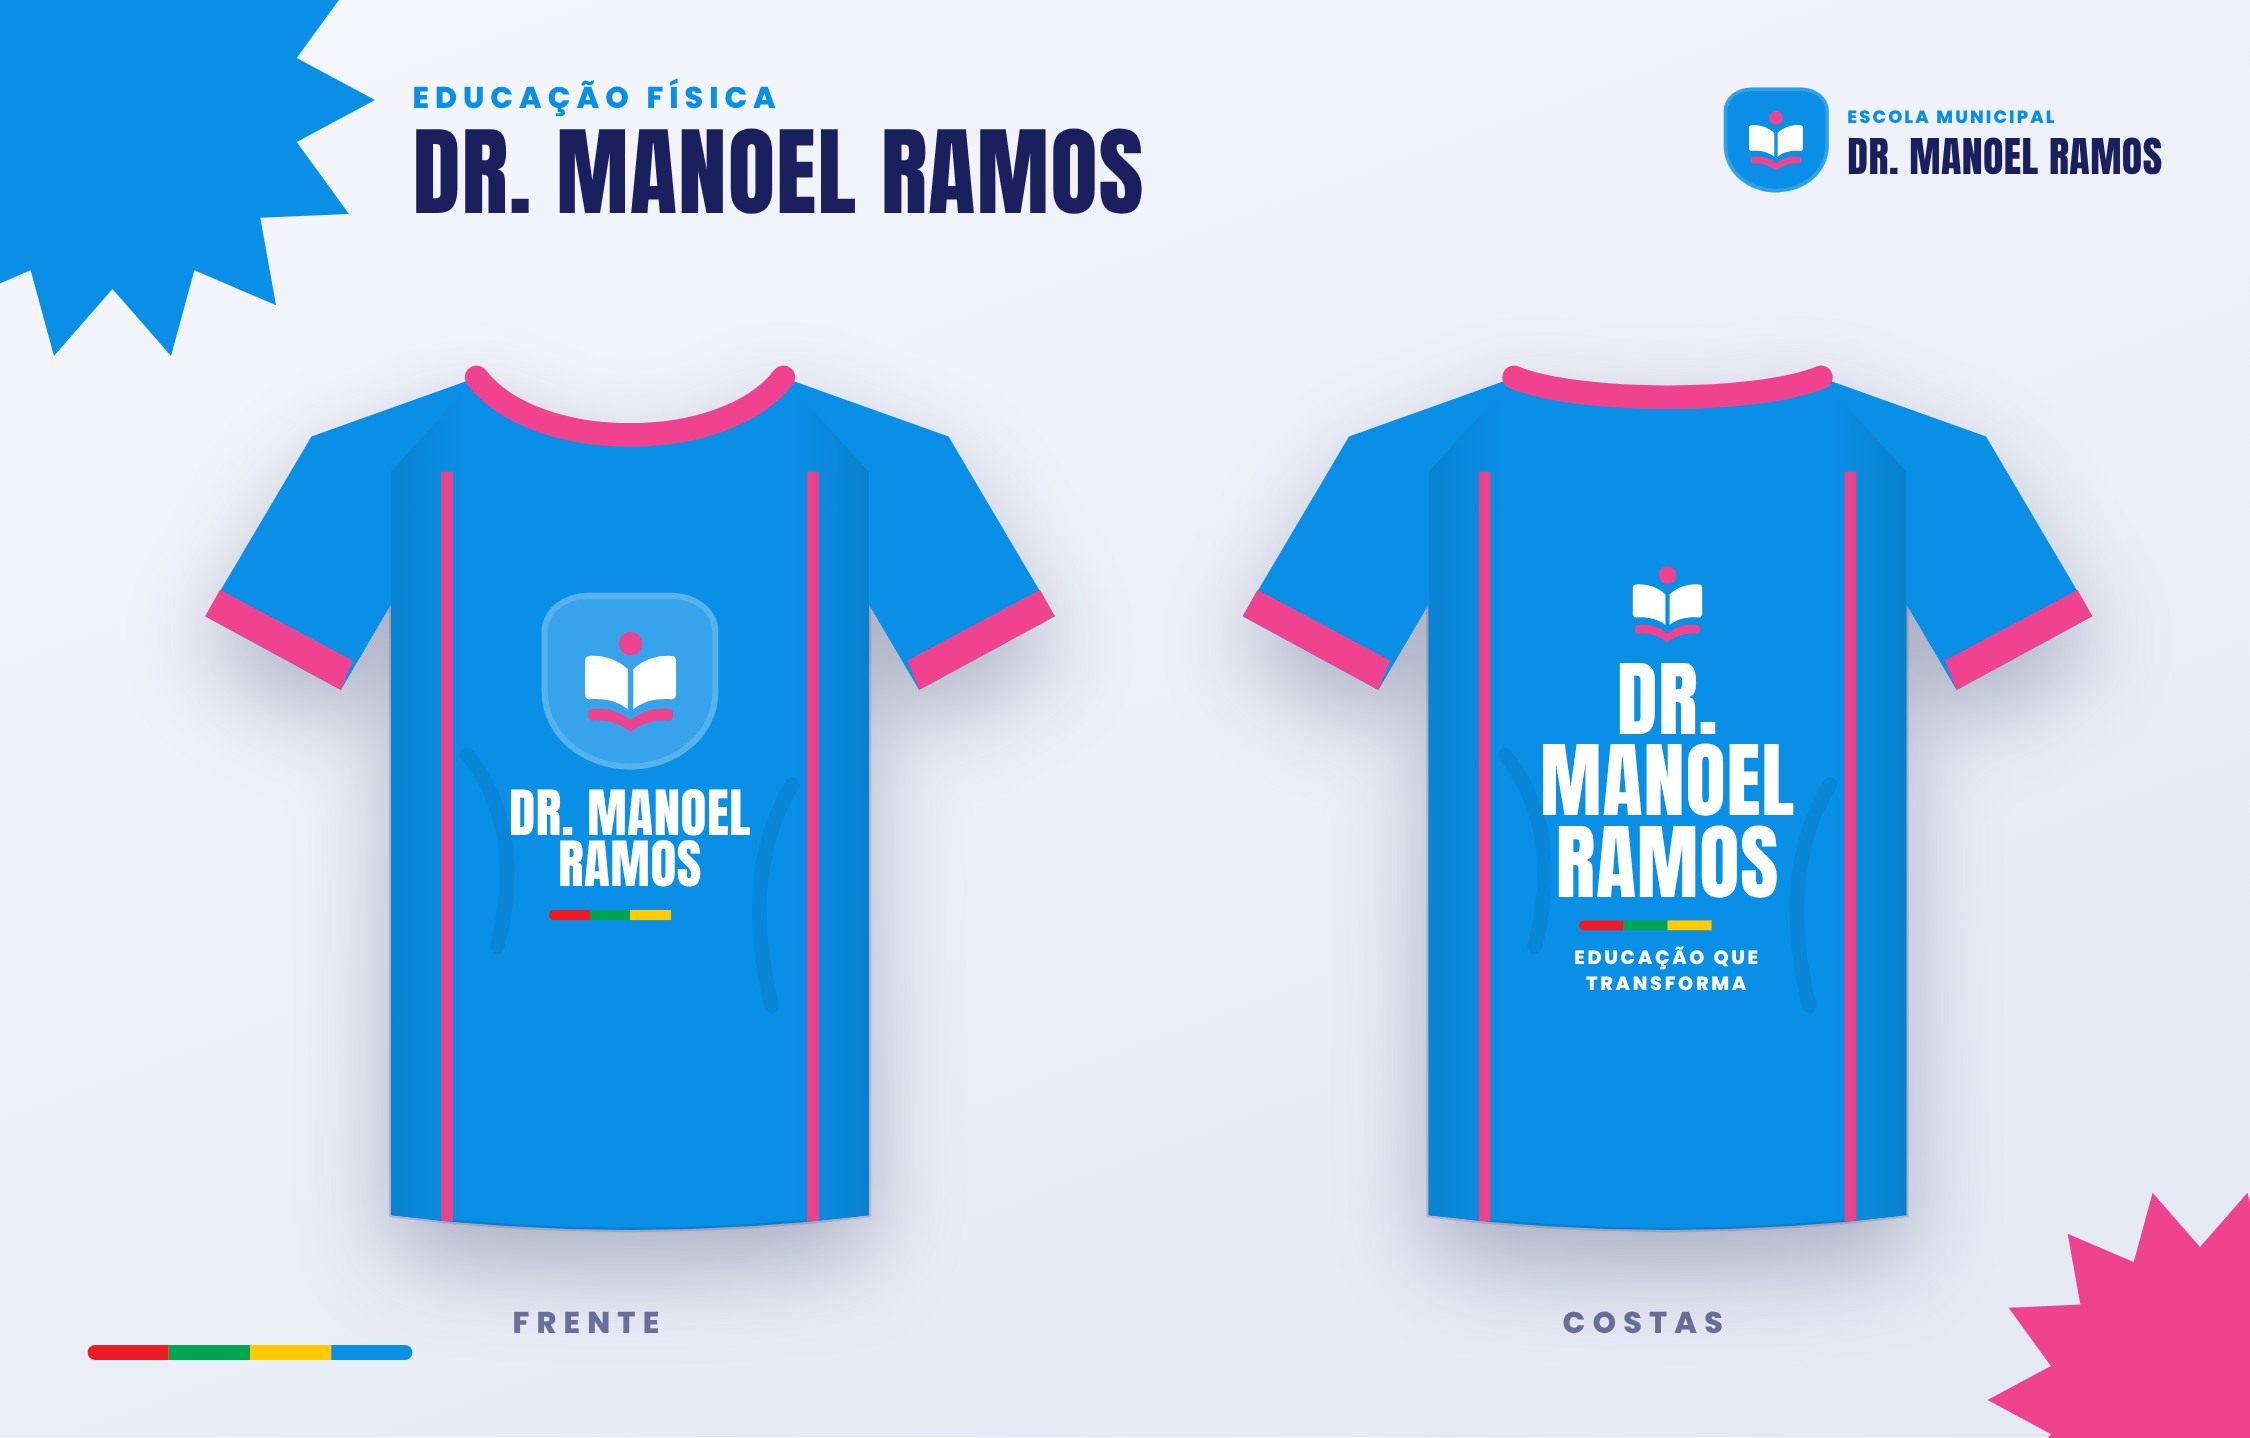 EDUCAÇÃO FÍSICA
DR. MANOEL RAMOS
ESCOLA MUNICIPAL
DR. MANOEL RAMOS
DR. MANOEL
RAMOS
DR.
MANOEL
RAMOS
EDUCAÇÃO QUE
TRANSFORMA
FRENTE
COSTAS